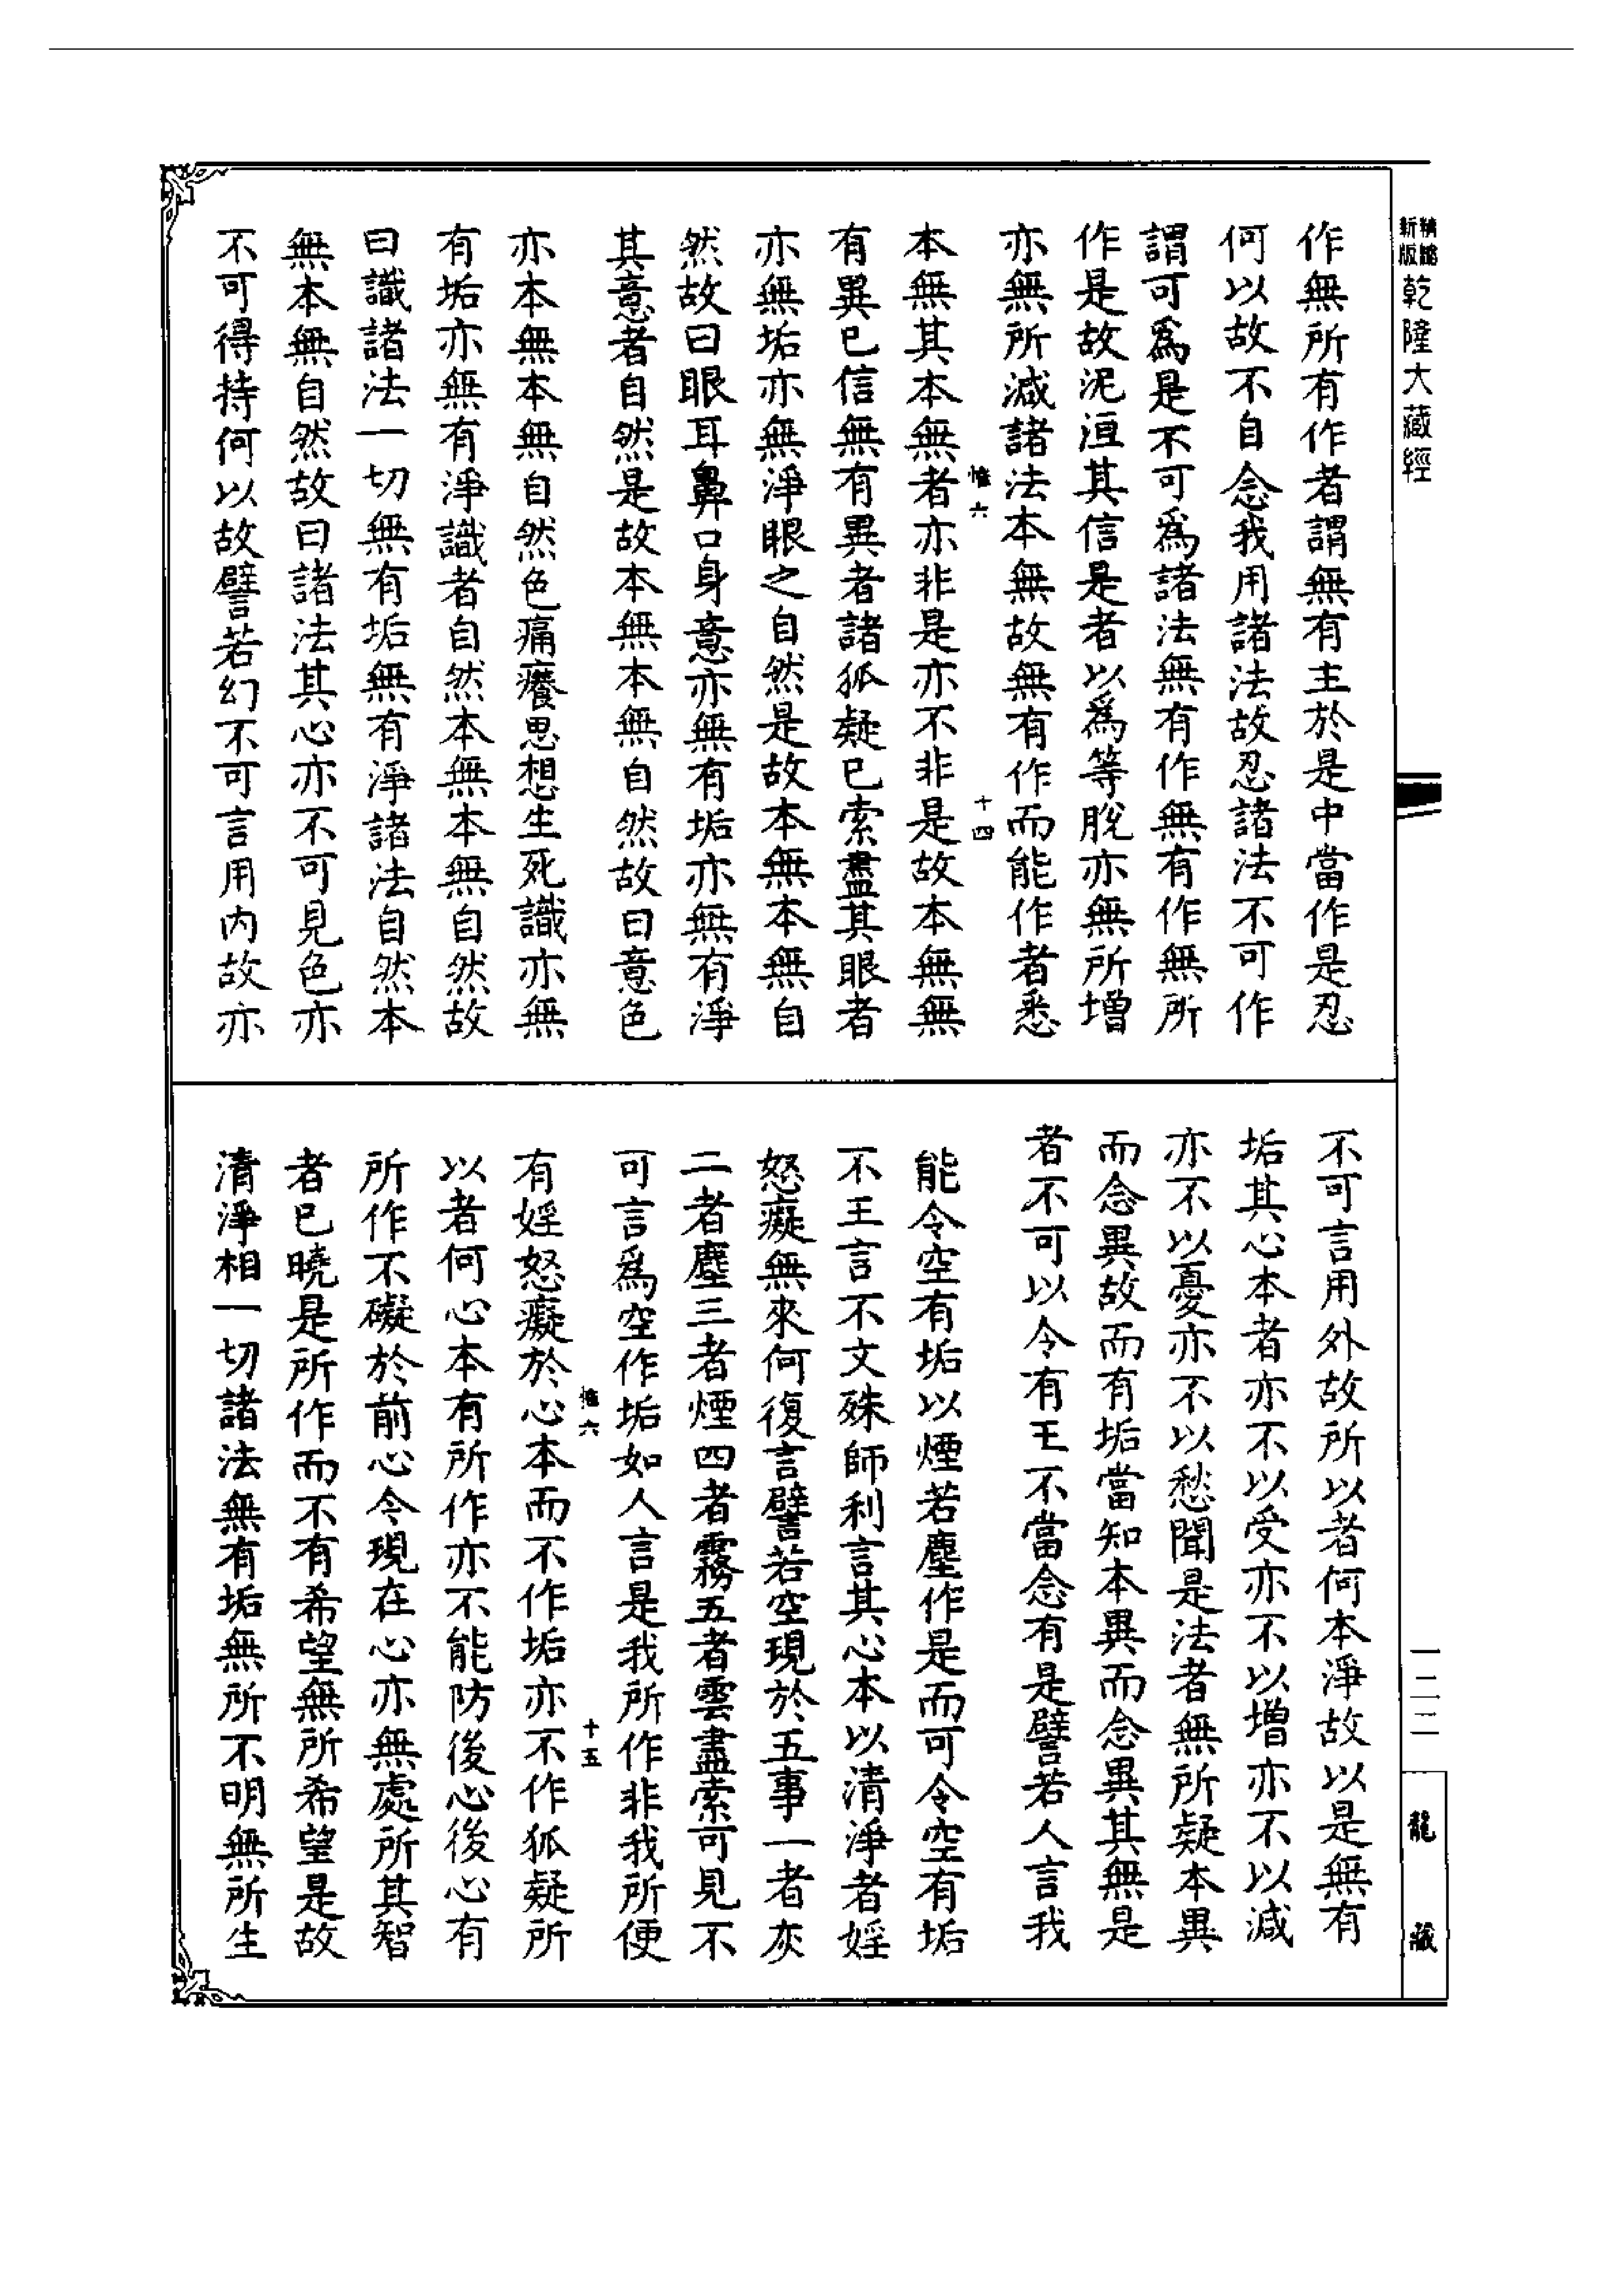 新版 精縮 乾隆大藏經
作無所有作者謂無有主於是中當作是忍
何以故不自念我用諸法故忍諸法不可作
謂可為是不可為諸法無有作無有作無所
作是故泥洹其信是者以為等脫亦無所增
亦無所減諸法本無故無有作而能作者悉
惟六 十四
本無其本無者亦非是亦不非是故本無無
有異已信無有異者諸狐疑已索盡其眼者
亦無垢亦無淨眼之自然是故本無本無自
然故曰眼耳鼻口身意亦無有垢亦無有淨
其意者自然是故本無本無自然故曰意色
亦本無本無自然色痛癢思想生死識亦無
有垢亦無有淨識者自然本無本無自然故
曰識諸法一切無有垢無有淨諸法自然本
無本無自然故曰諸法其心亦不可見色亦
不可得持何以故譬若幻不可言用內故亦
不可言用外故所以者何本淨故以是無有
垢其心本者亦不以受亦不以增亦不以減
亦不以憂亦不以愁聞是法者無所疑本異
而念異故而有垢當知本異而念異其無是
者不可以令有王不當念有是譬若人言我
能令空有垢以煙若塵作是而可令空有垢
不王言不文殊師利言其心本以清淨者婬
怒癡無來何復言譬若空現於五事一者灰
二者塵三者煙四者霧五者雲盡索可見不
可言為空作垢如人言是我所作非我所便
惟六 十五
有婬怒癡於心本而不作垢亦不作狐疑所
以者何心本有所作亦不能防後心後心有
所作不礙於前心令現在心亦無處所其智
者已曉是所作而不有希望無所希望是故
清淨相一切諸法無有垢無所不明無所生
一二二
龍藏